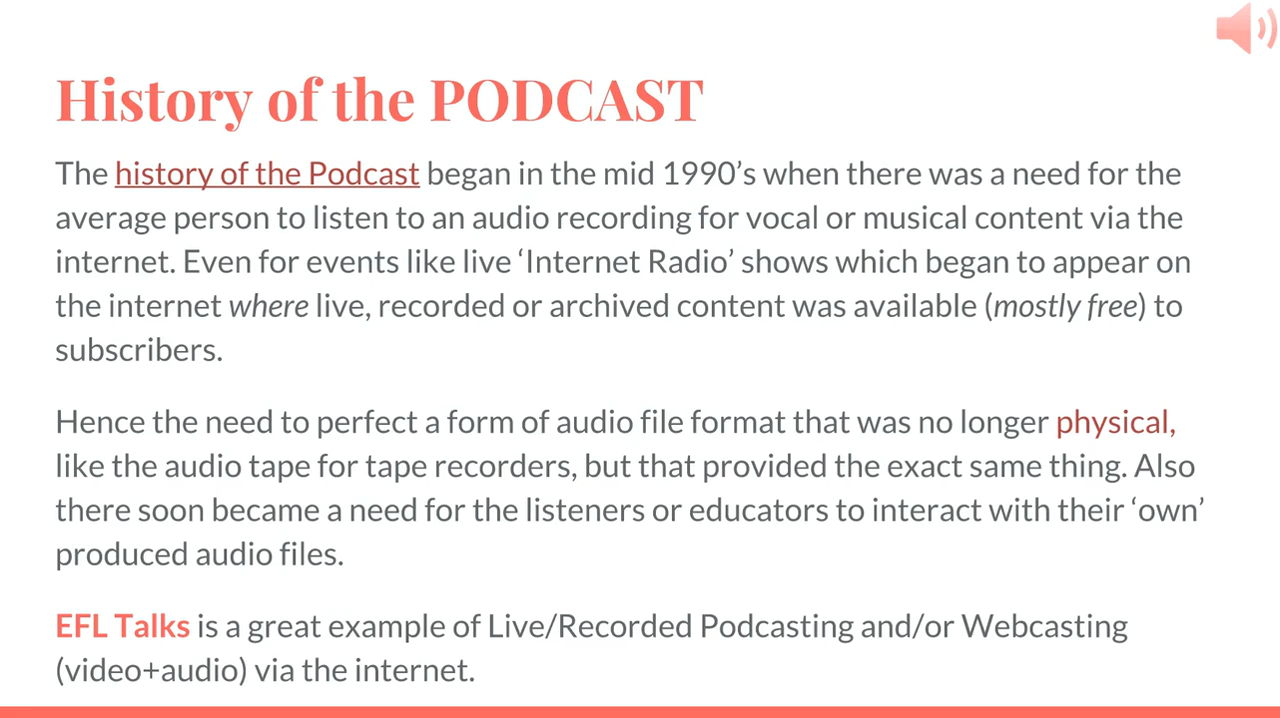 History of the PODCAST
The history of the Podcast began in the mid 1990’s when there was a need for the
average person to listen to an audio recording for vocal or musical content via the
internet. Even for events like live ‘Internet Radio’ shows which began to appear on
the internet where live, recorded or archived content was available (mostly free) to
subscribers.
Hence the need to perfect a form of audio file format that was no longer physical,
like the audio tape for tape recorders, but that provided the exact same thing. Also
there soon became a need for the listeners or educators to interact with their ‘own’
produced audio files.
EFL Talks is a great example of Live/Recorded Podcasting and/or Webcasting
(video+audio) via the internet.